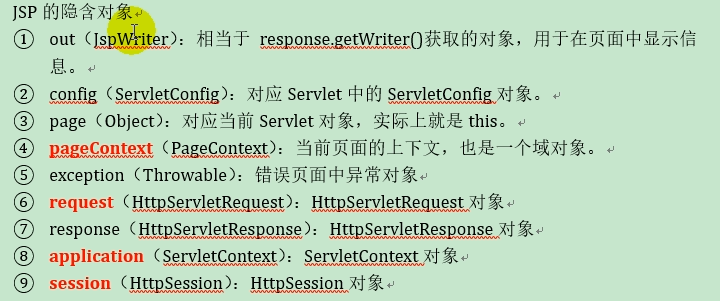 JSP 的隐含对象
① out（JspWriter）：相当于 response.getWriter()获取的对象，用于在页面中显示信
息。
② config（ServletConfig）：对应 Servlet 中的 ServletConfig 对象。
③ page（Object）：对应当前 Servlet 对象，实际上就是 this。
④ pageContext（PageContext）：当前页面的上下文，也是一个域对象。
⑤ exception（Throwable）：错误页面中异常对象
⑥ request（HttpServletRequest）：HttpServletRequest 对象
⑦ response（HttpServletResponse）：HttpServletResponse 对象
⑧ application（ServletContext）：ServletContext 对象
⑨ session（HttpSession）：HttpSession 对象